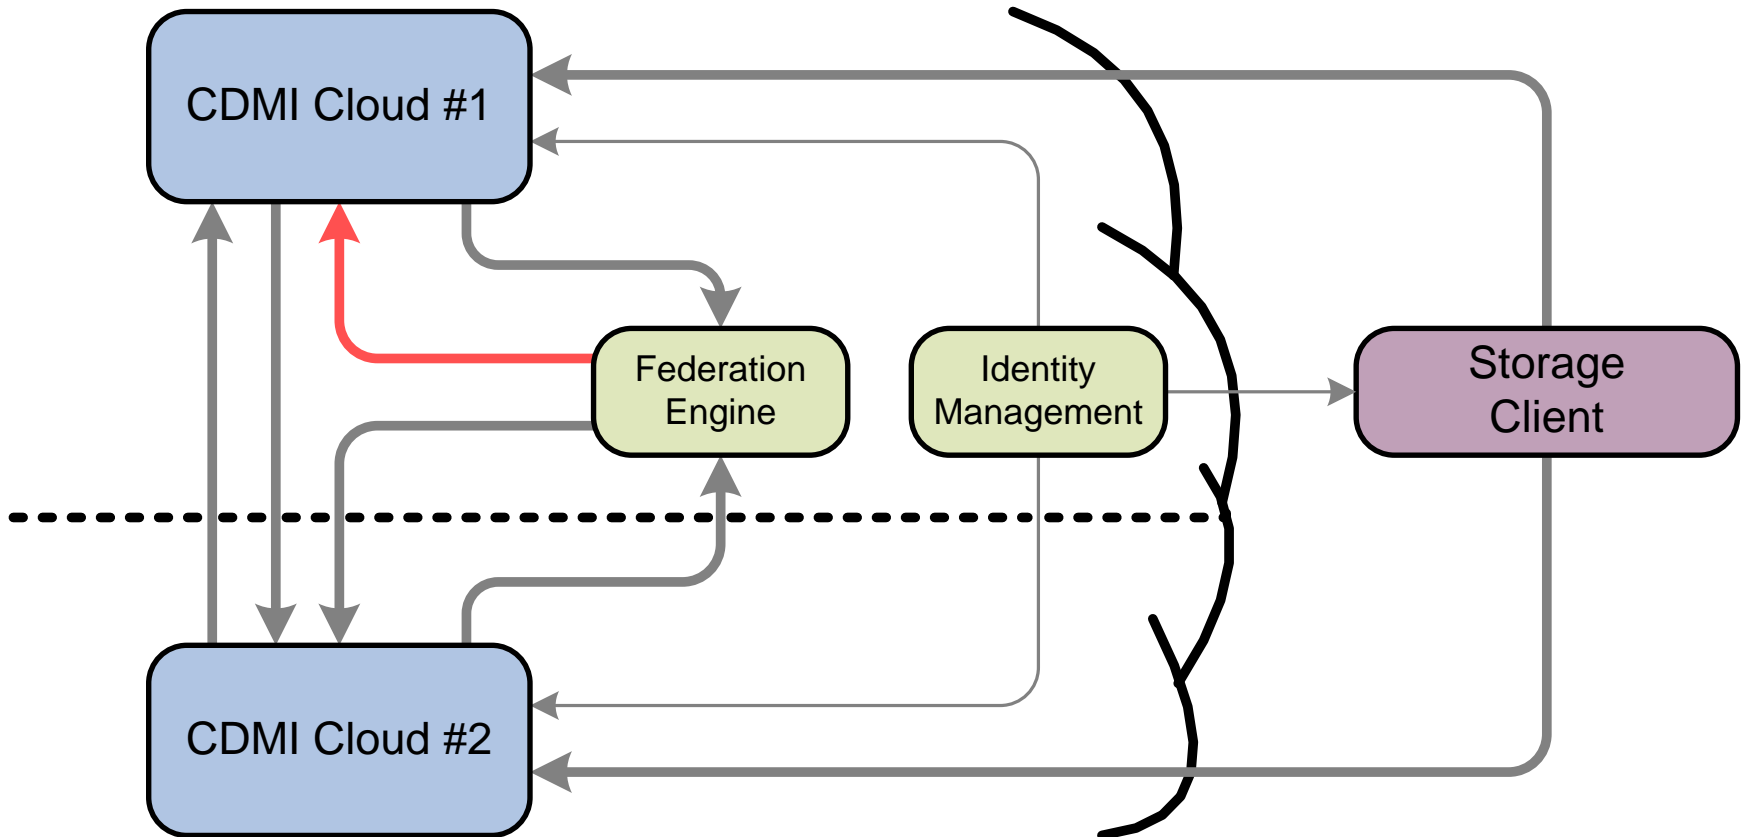 CDMI Cloud #1
Federation
Engine
Identity
Management
Storage
Client
CDMI Cloud #2